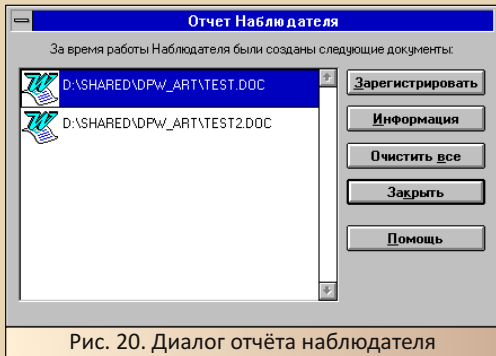 Отчет Наблюдателя
За время работы Наблюдателя были созданы следующие документы:
D:\SHARED\DPW_ART\TEST.DOC
D:\SHARED\DPW_ART\TEST2.DOC
Зарегистрировать
Информация
Очистить все
Закрыть
Помощь
Рис. 20. Диалог отчёта наблюдателя